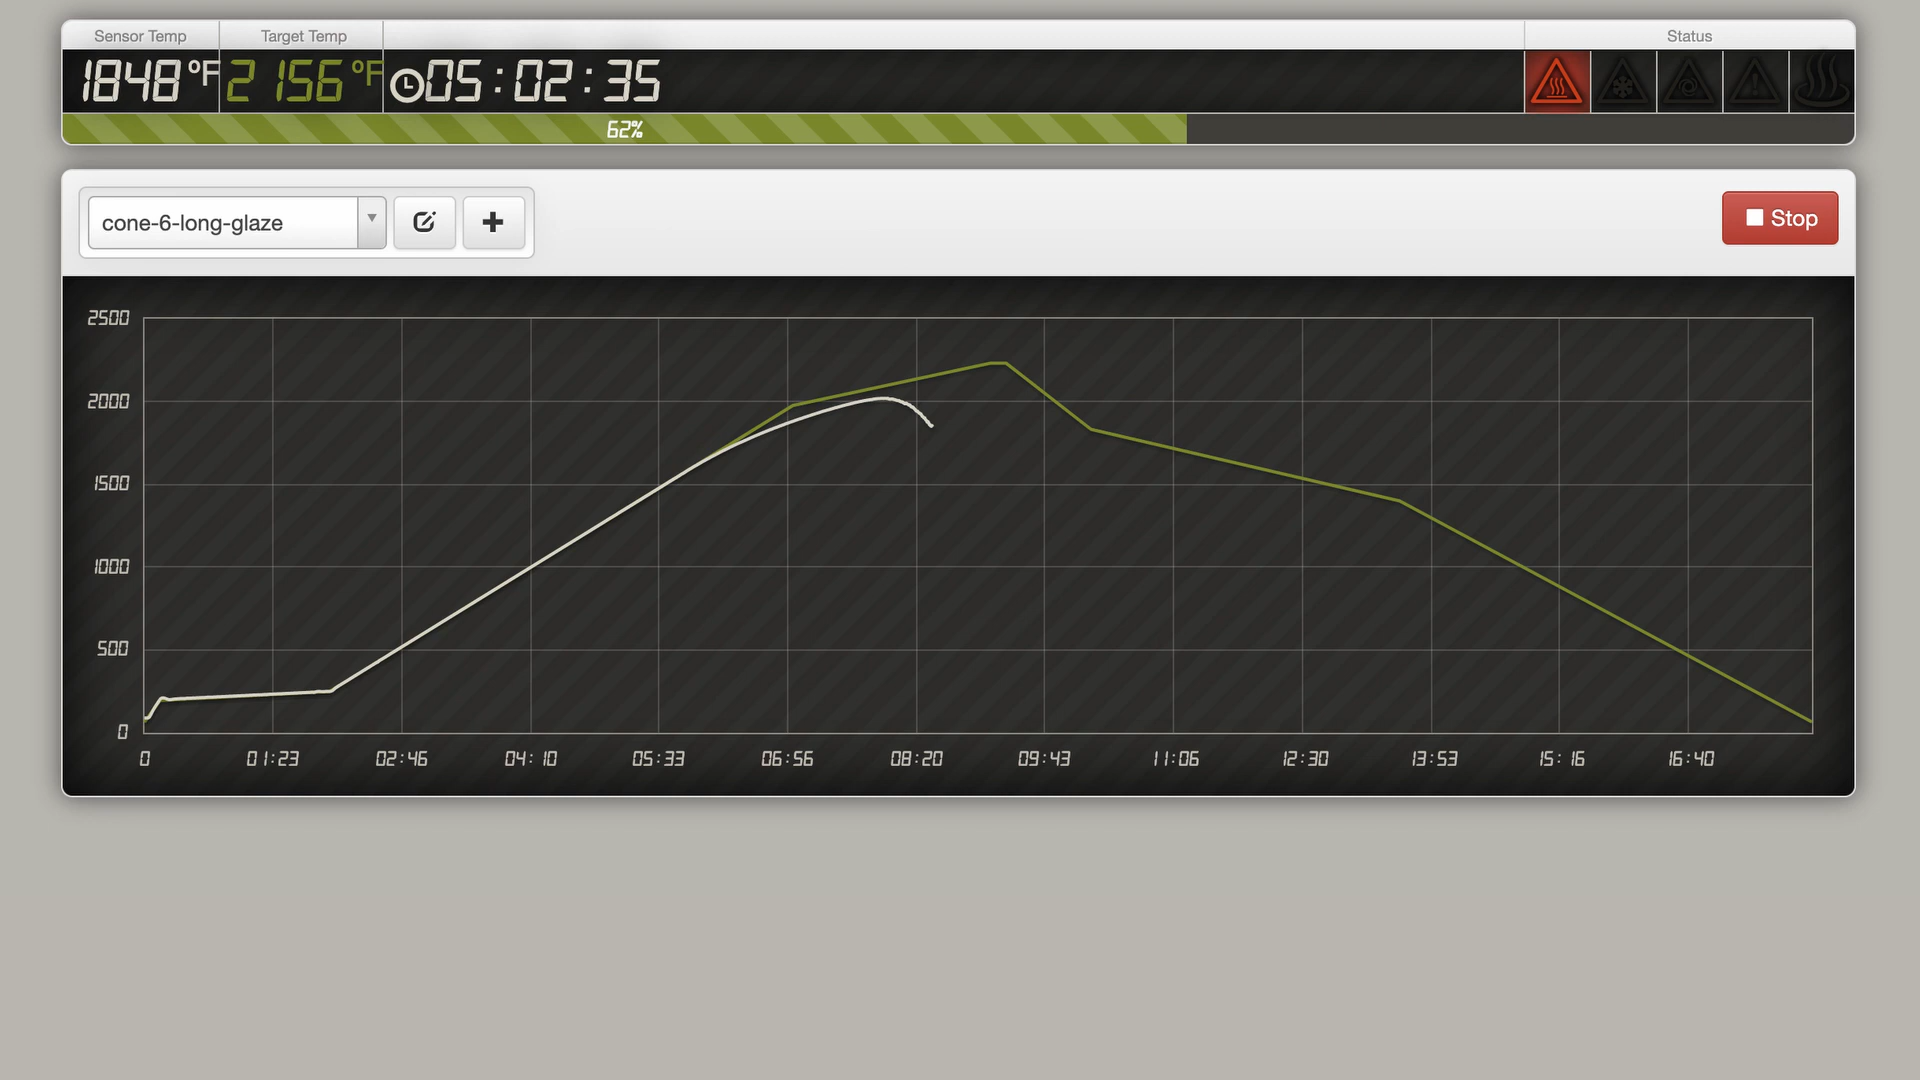 Sensor Temp Target Temp Status
1848 °F 2156 °F 05:02:35
62%
cone-6-long-glaze
Stop
2500
2000
1500
1000
500
0
0 01:23 02:46 04:10 05:33 06:56 08:20 09:43 11:06 12:30 13:53 15:16 16:40